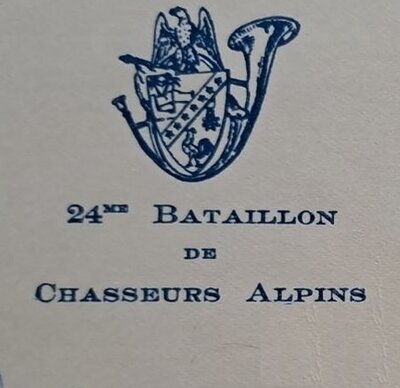 24ME BATAILLON
DE
CHASSEURS ALPINS